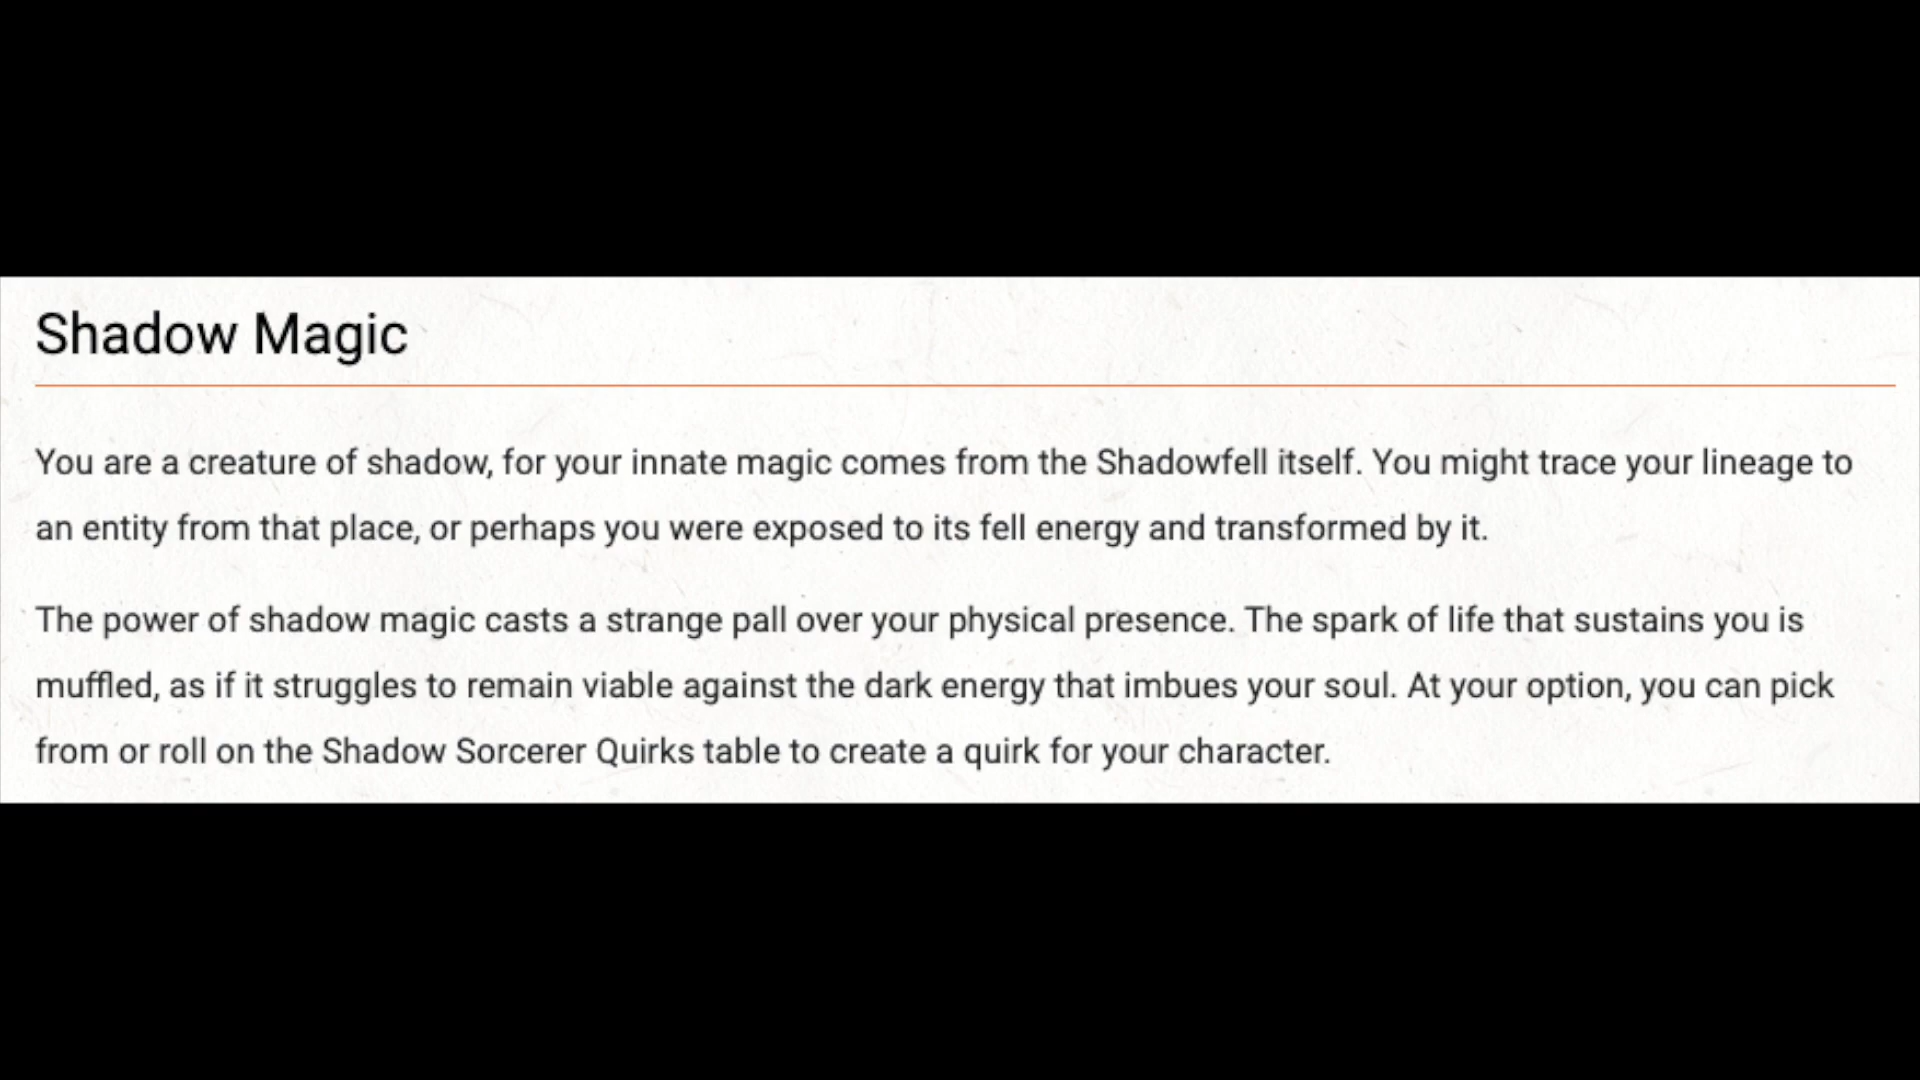 Shadow Magic
You are a creature of shadow, for your innate magic comes from the Shadowfell itself. You might trace your lineage to
an entity from that place, or perhaps you were exposed to its fell energy and transformed by it.
The power of shadow magic casts a strange pall over your physical presence. The spark of life that sustains you is
muffled, as if it struggles to remain viable against the dark energy that imbues your soul. At your option, you can pick
from or roll on the Shadow Sorcerer Quirks table to create a quirk for your character.